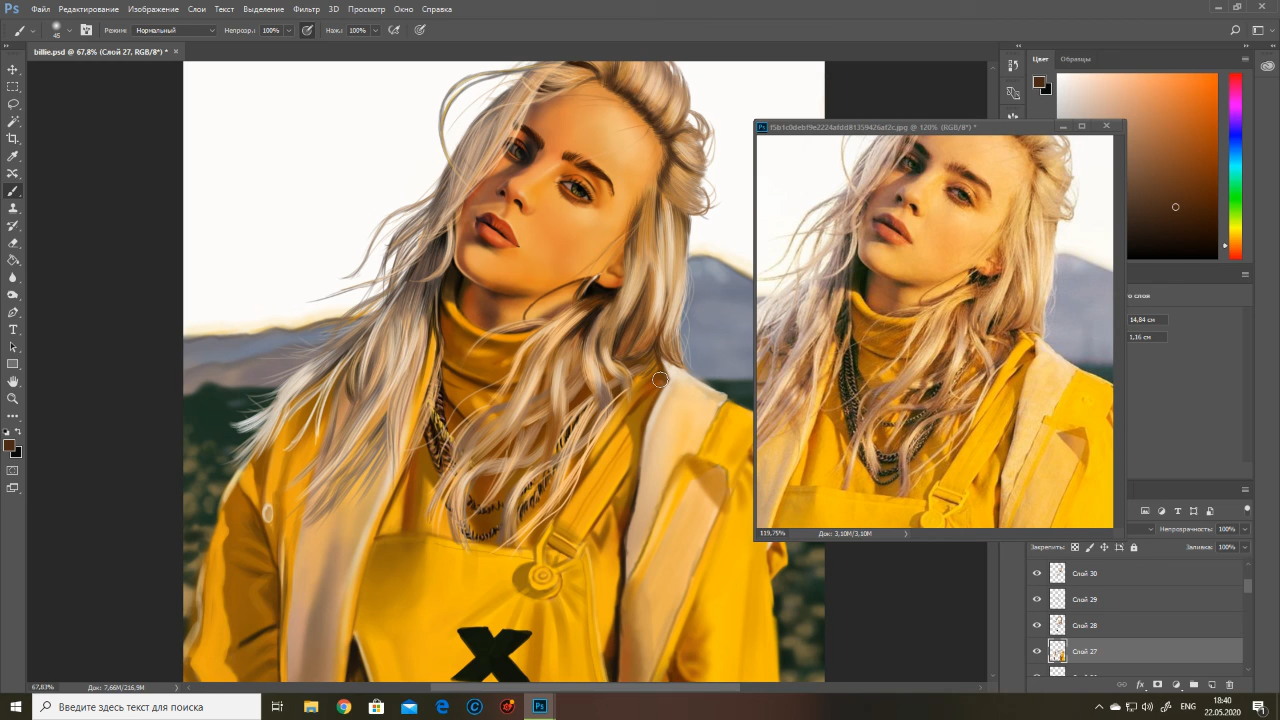 Ps Файл Редактирование Изображение Слои Текст Выделение Фильтр 3D Просмотр Окно Справка
45 Режим: Нормальный Непрозр.: 100% Наж.: 100%
billie.psd @ 67,8% (Слой 27, RGB/8*) * ×
Цвет Образцы
Ps f5b1c0debf9e2224afdd81359426af2c.jpg @ 120% (RGB/8*) *
14,84 см
1,16 см
119,75% Док: 3,10M/3,10M
Непрозрачность: 100%
Закрепить: Заливка: 100%
Слой 30
Слой 29
Слой 28
Слой 27
X
67,83% Док: 7,66M/216,9M
Введите здесь текст для поиска
Ps
ENG
18:40
22.05.2020
1